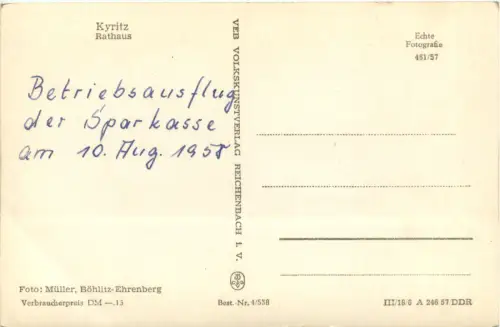 Kyritz
Rathaus
Betriebsausflug
der Sparkasse
am 10. Aug. 1958
Foto: Müller, Böhlitz-Ehrenberg
Verbraucherpreis DM —.13
VEB VOLKSKUNSTVERLAG REICHENBACH I. V.
Best.-Nr. 4/538
Echte
Fotografie
461/57
III/18/6 A 246 57 DDR